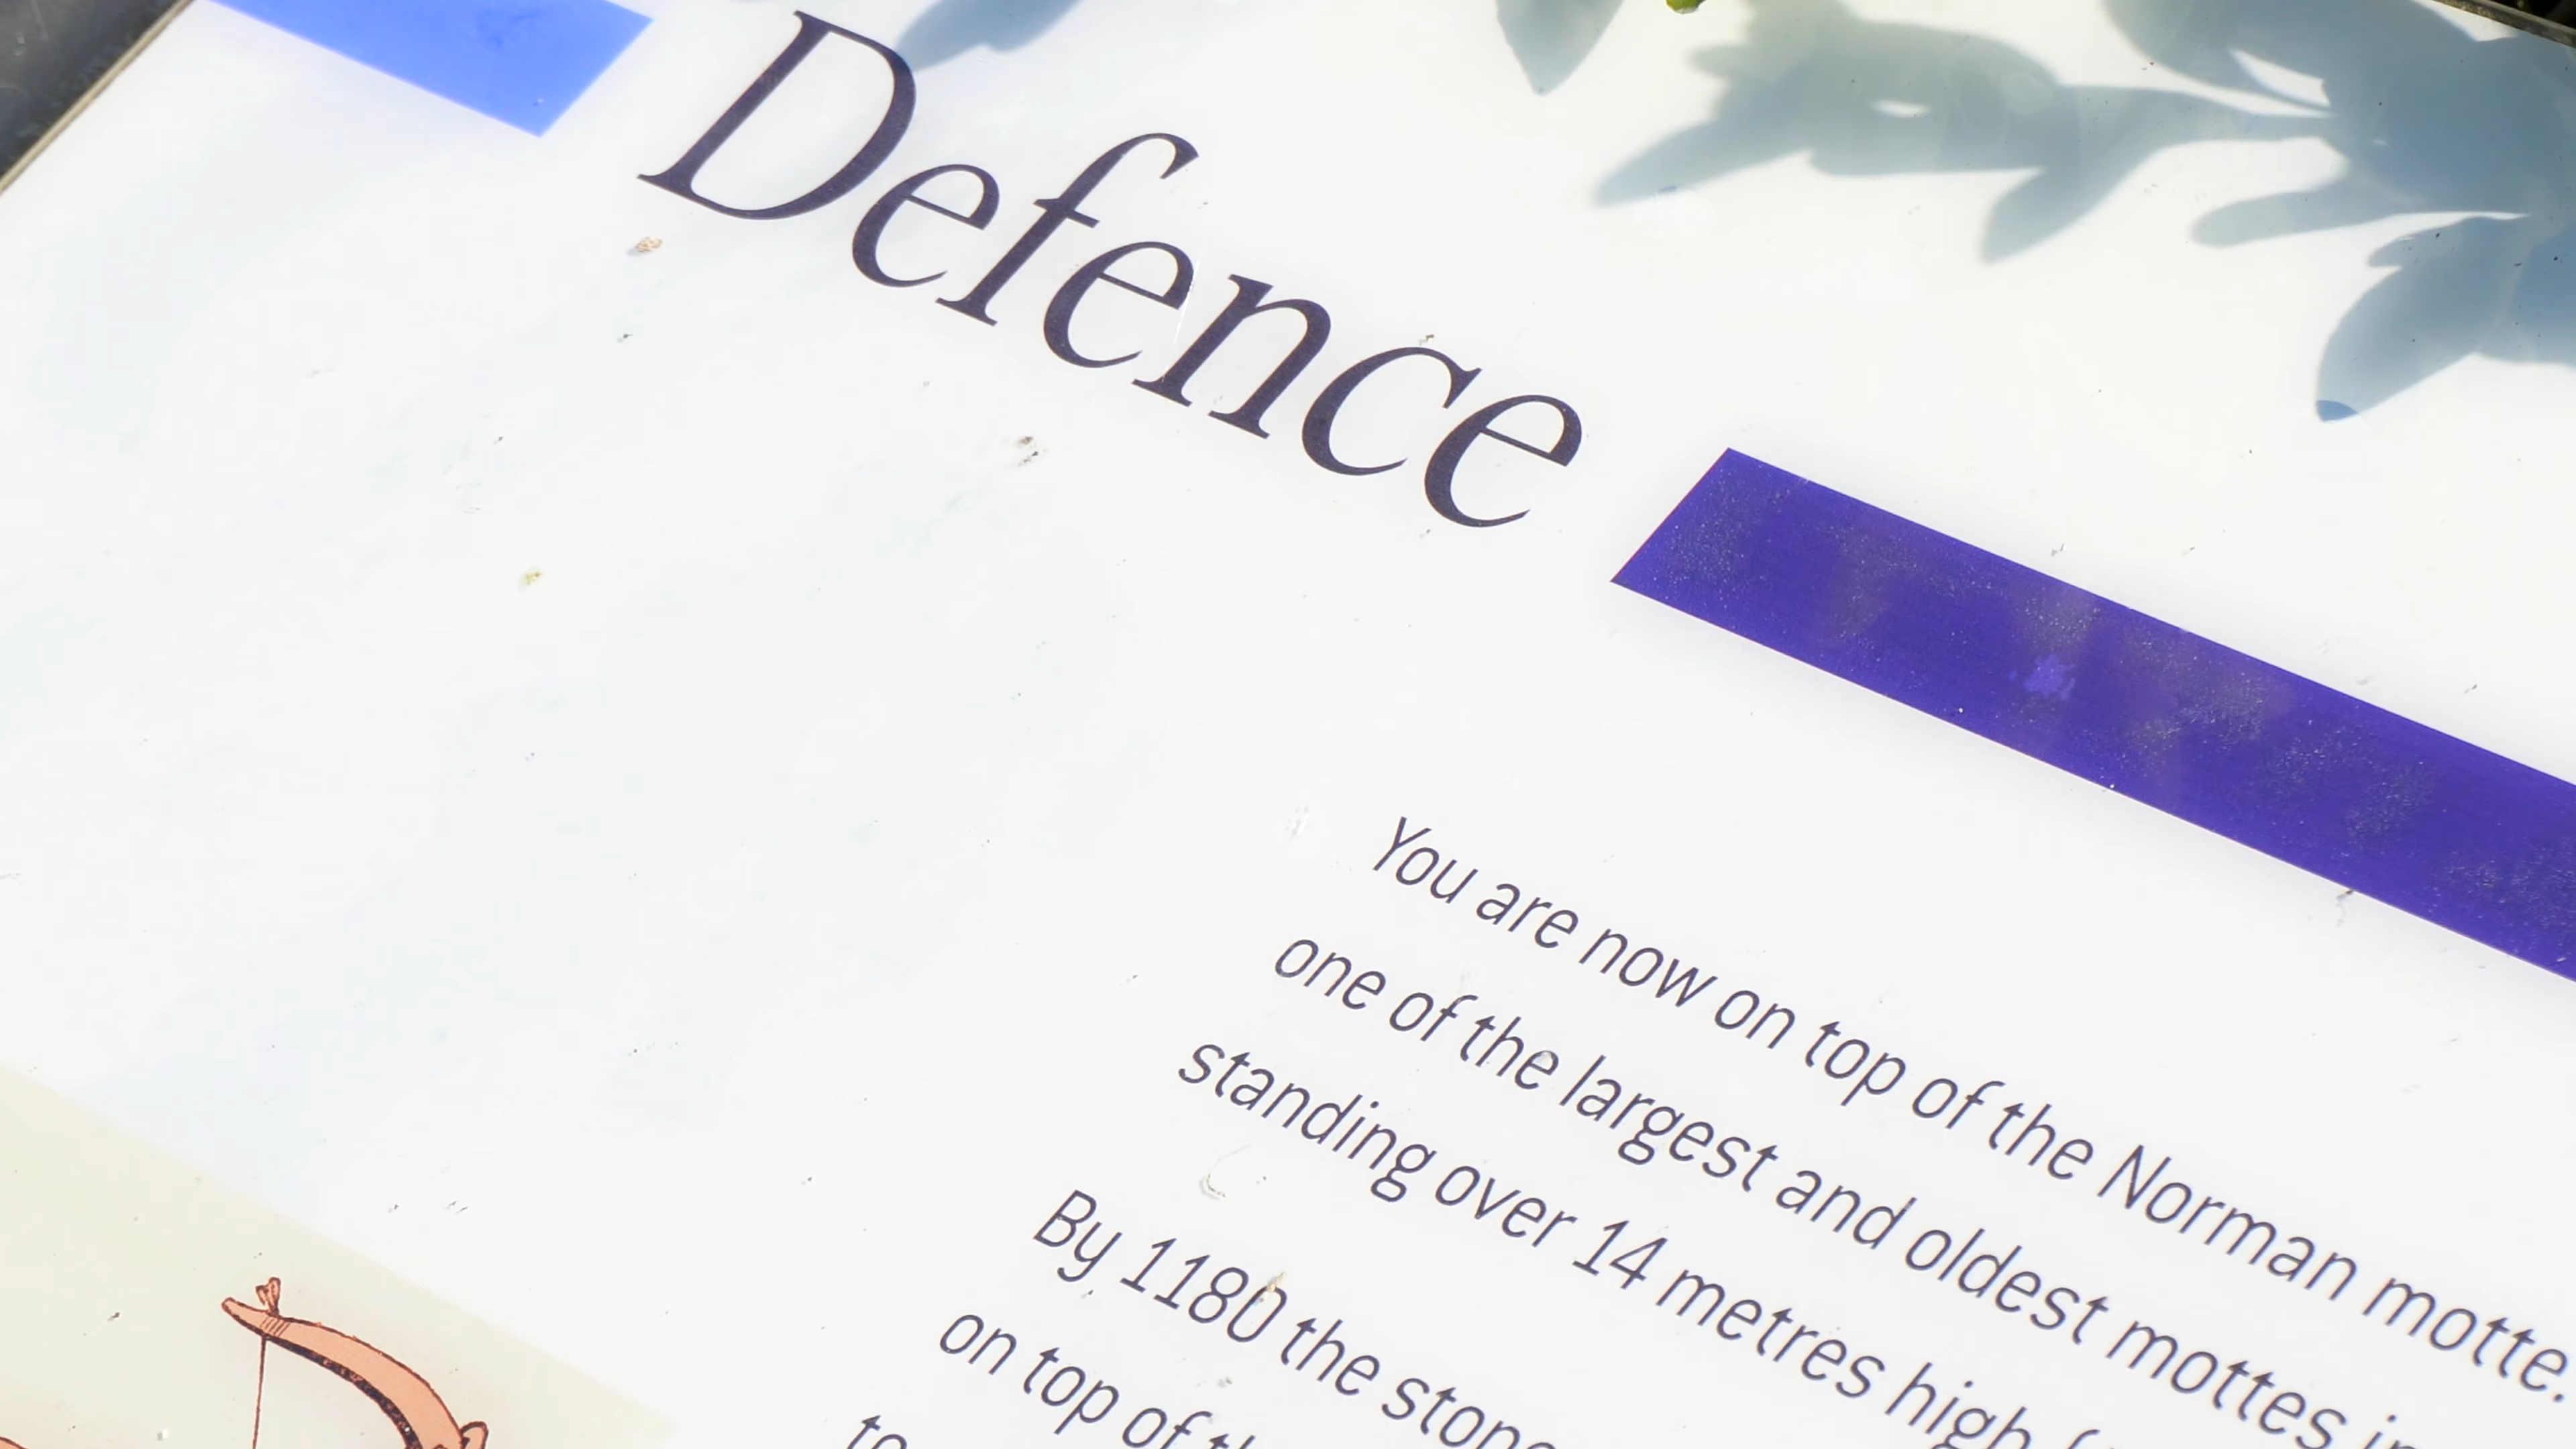 Defence
You are now on top of the Norman motte.
one of the largest and oldest mottes
standing over 14 metres high
By 1180 the
on top of
to